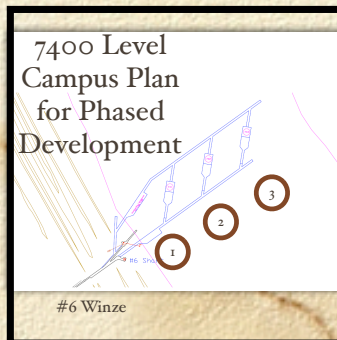 7400 Level
Campus Plan
for Phased
Development
3
2
1
#6 Winze